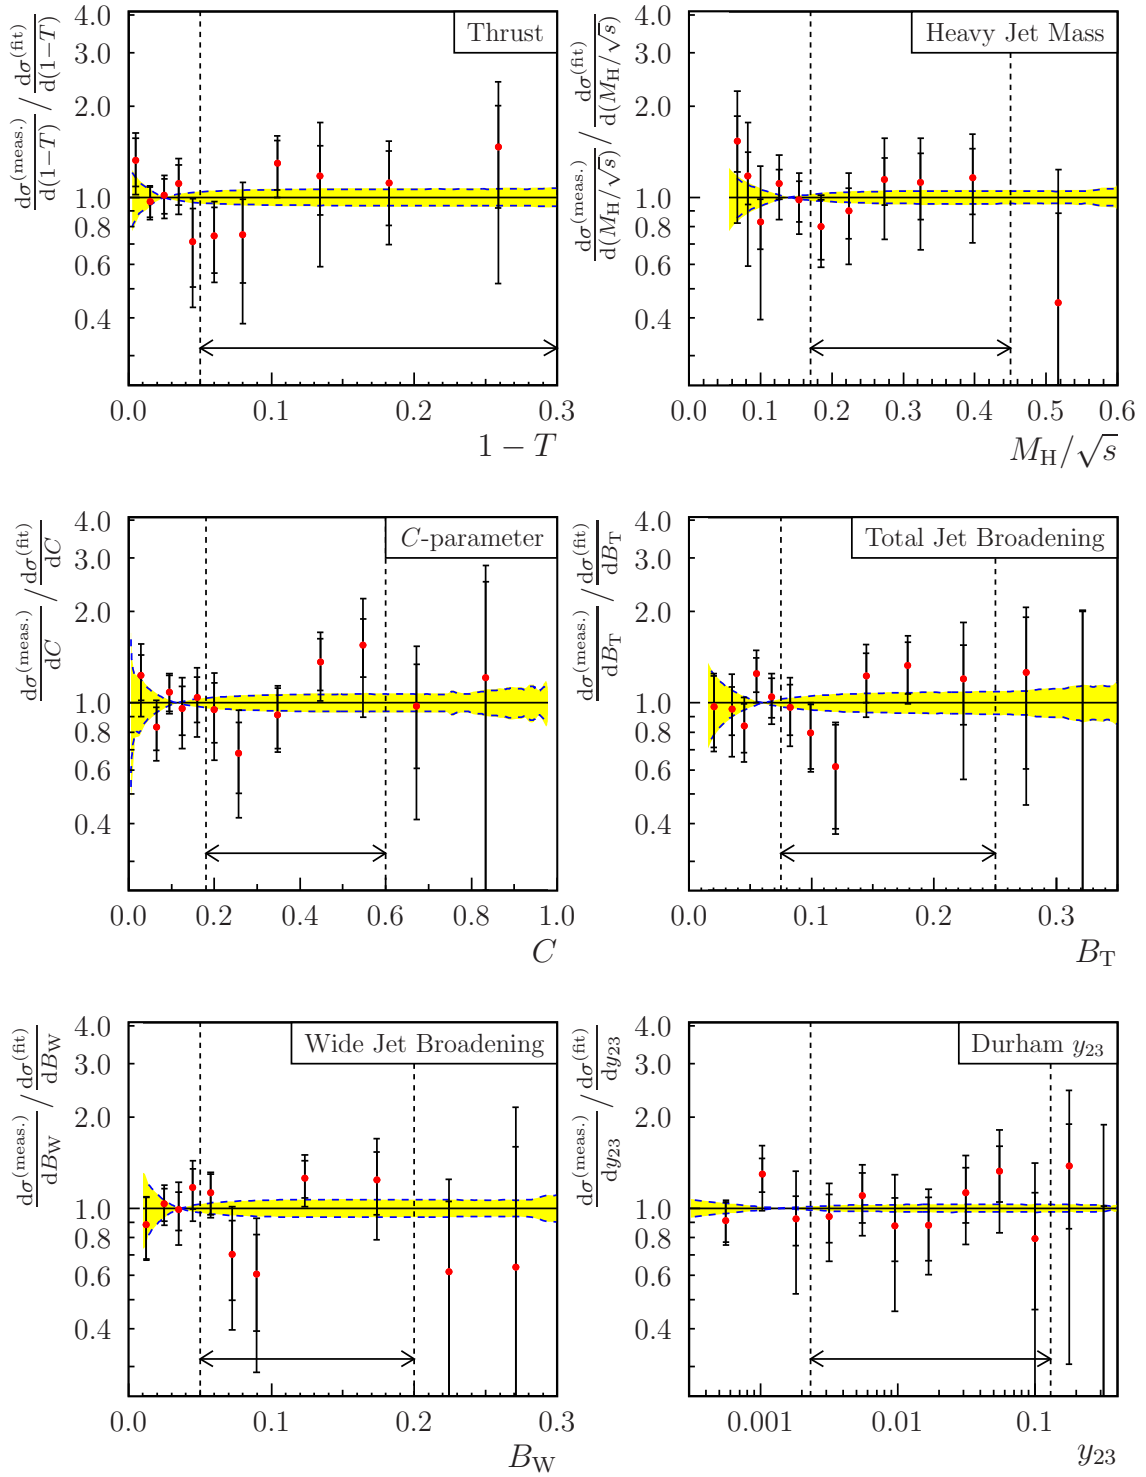 Thrust
dσ^(meas.)/d(1−T) / dσ^(fit)/d(1−T)
4.0
3.0
2.0
1.0
0.8
0.6
0.4
0.0 0.1 0.2 0.3
1 − T
Heavy Jet Mass
dσ^(meas.)/d(M_H/√s) / dσ^(fit)/d(M_H/√s)
4.0
3.0
2.0
1.0
0.8
0.6
0.4
0.0 0.1 0.2 0.3 0.4 0.5 0.6
M_H/√s
C-parameter
dσ^(meas.)/dC / dσ^(fit)/dC
4.0
3.0
2.0
1.0
0.8
0.6
0.4
0.0 0.2 0.4 0.6 0.8 1.0
C
Total Jet Broadening
dσ^(meas.)/dB_T / dσ^(fit)/dB_T
4.0
3.0
2.0
1.0
0.8
0.6
0.4
0.0 0.1 0.2 0.3
B_T
Wide Jet Broadening
dσ^(meas.)/dB_W / dσ^(fit)/dB_W
4.0
3.0
2.0
1.0
0.8
0.6
0.4
0.0 0.1 0.2 0.3
B_W
Durham y_23
dσ^(meas.)/dy_23 / dσ^(fit)/dy_23
4.0
3.0
2.0
1.0
0.8
0.6
0.4
0.001 0.01 0.1
y_23